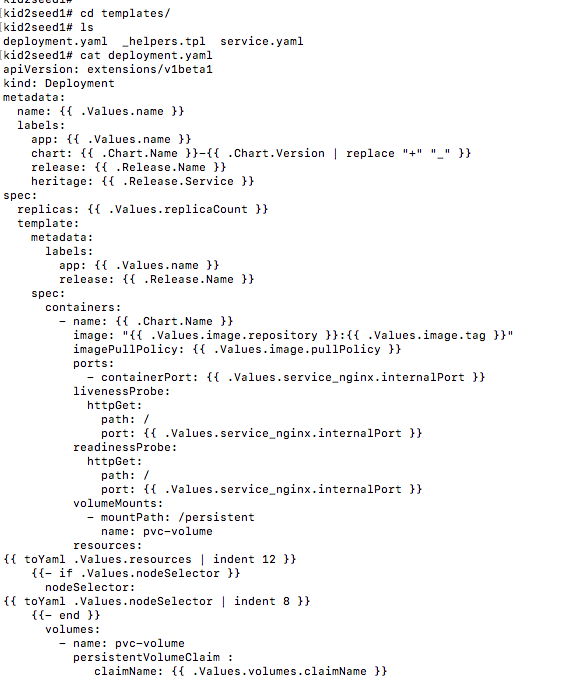 [kid2seed1# cd templates/
[kid2seed1# ls
deployment.yaml  _helpers.tpl  service.yaml
[kid2seed1# cat deployment.yaml
apiVersion: extensions/v1beta1
kind: Deployment
metadata:
  name: {{ .Values.name }}
  labels:
    app: {{ .Values.name }}
    chart: {{ .Chart.Name }}-{{ .Chart.Version | replace "+" "_" }}
    release: {{ .Release.Name }}
    heritage: {{ .Release.Service }}
spec:
  replicas: {{ .Values.replicaCount }}
  template:
    metadata:
      labels:
        app: {{ .Values.name }}
        release: {{ .Release.Name }}
    spec:
      containers:
        - name: {{ .Chart.Name }}
          image: "{{ .Values.image.repository }}:{{ .Values.image.tag }}"
          imagePullPolicy: {{ .Values.image.pullPolicy }}
          ports:
            - containerPort: {{ .Values.service_nginx.internalPort }}
          livenessProbe:
            httpGet:
              path: /
              port: {{ .Values.service_nginx.internalPort }}
          readinessProbe:
            httpGet:
              path: /
              port: {{ .Values.service_nginx.internalPort }}
          volumeMounts:
            - mountPath: /persistent
              name: pvc-volume
          resources:
{{ toYaml .Values.resources | indent 12 }}
    {{- if .Values.nodeSelector }}
      nodeSelector:
{{ toYaml .Values.nodeSelector | indent 8 }}
    {{- end }}
      volumes:
        - name: pvc-volume
          persistentVolumeClaim :
             claimName: {{ .Values.volumes.claimName }}